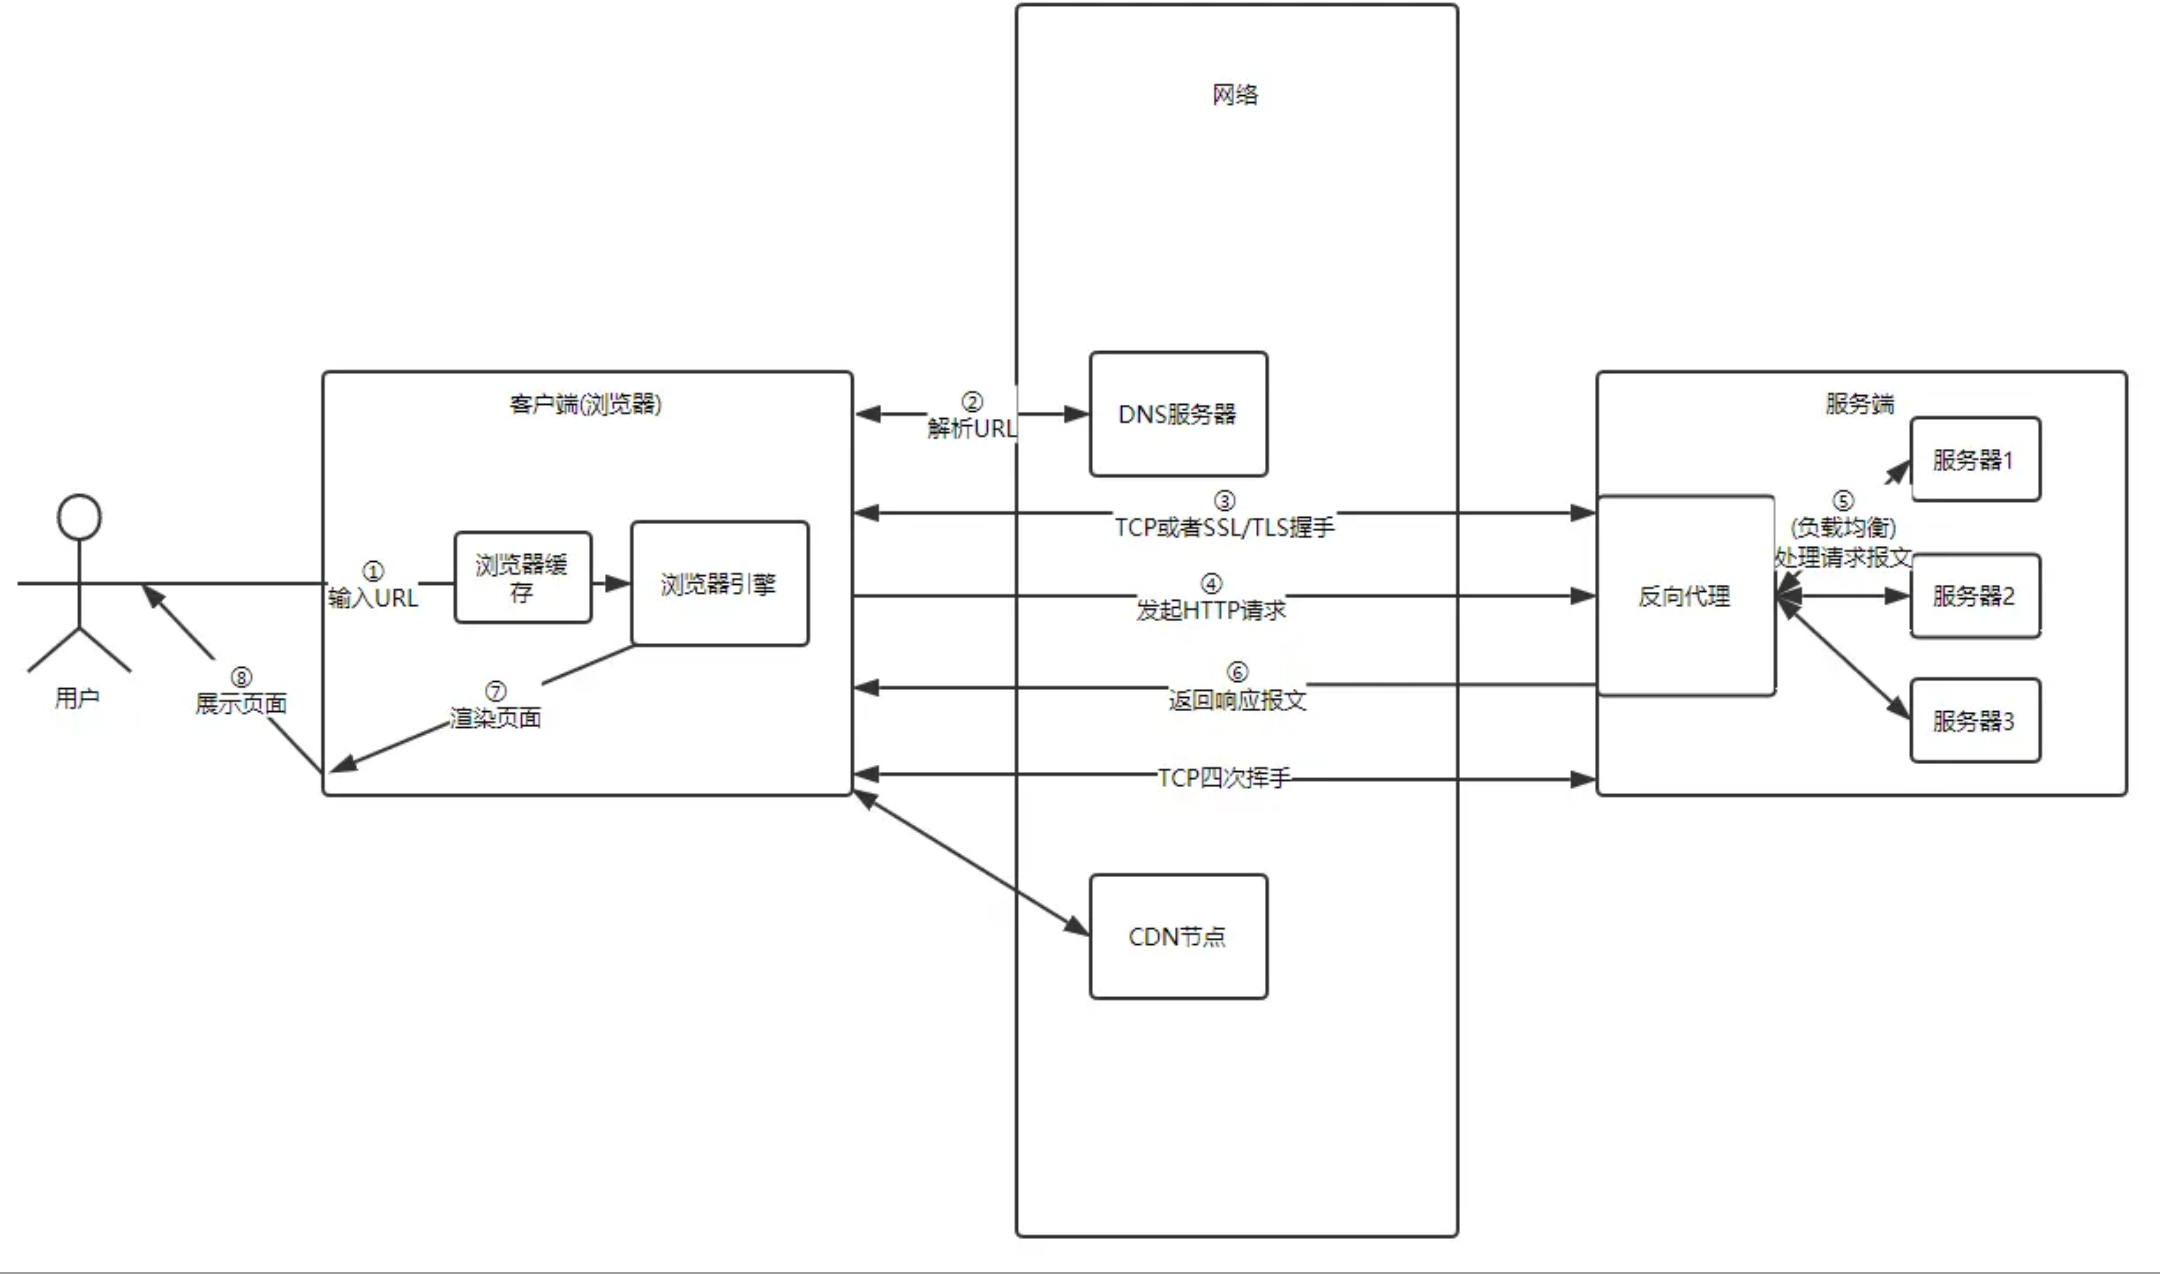 网络
客户端(浏览器)
②
解析URL
DNS服务器
服务端
服务器1
③
TCP或者SSL/TLS握手
⑤
(负载均衡)
处理请求报文
①
输入URL
浏览器缓
存
浏览器引擎
④
发起HTTP请求
反向代理
服务器2
用户
⑧
展示页面
⑦
渲染页面
⑥
返回响应报文
服务器3
TCP四次挥手
CDN节点